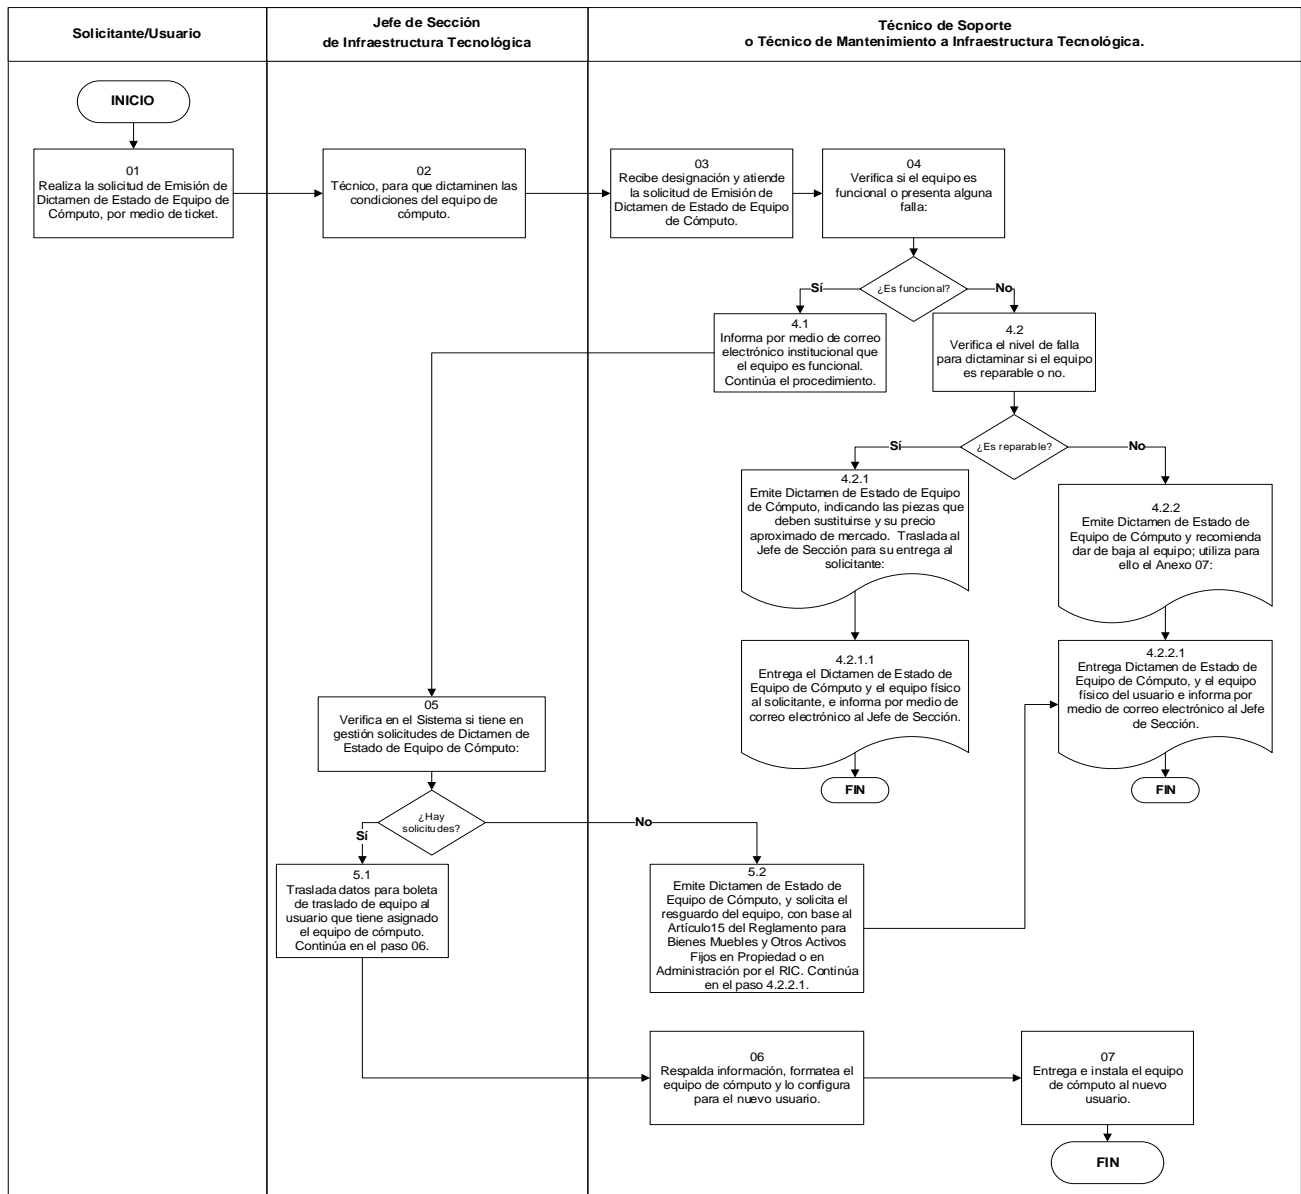 Solicitante/Usuario
Jefe de Sección
de Infraestructura Tecnológica
Técnico de Soporte
o Técnico de Mantenimiento a Infraestructura Tecnológica.
INICIO
01
Realiza la solicitud de Emisión de
Dictamen de Estado de Equipo de
Cómputo, por medio de ticket.
02
Técnico, para que dictaminen las
condiciones del equipo de
cómputo.
03
Recibe designación y atiende
la solicitud de Emisión de
Dictamen de Estado de Equipo
de Cómputo.
04
Verifica si el equipo es
funcional o presenta alguna
falla:
¿Es funcional?
Sí
No
4.1
Informa por medio de correo
electrónico institucional que
el equipo es funcional.
Continúa el procedimiento.
4.2
Verifica el nivel de falla
para dictaminar si el equipo
es reparable o no.
¿Es reparable?
Sí
No
4.2.1
Emite Dictamen de Estado de Equipo
de Cómputo, indicando las piezas que
deben sustituirse y su precio
aproximado de mercado. Traslada al
Jefe de Sección para su entrega al
solicitante:
4.2.2
Emite Dictamen de Estado de
Equipo de Cómputo y recomienda
dar de baja al equipo; utiliza para
ello el Anexo 07:
4.2.1.1
Entrega el Dictamen de Estado de
Equipo de Cómputo y el equipo físico
al solicitante, e informa por medio de
correo electrónico al Jefe de Sección.
4.2.2.1
Entrega Dictamen de Estado de
Equipo de Cómputo, y el equipo
físico del usuario e informa por
medio de correo electrónico al Jefe
de Sección.
FIN
FIN
05
Verifica en el Sistema si tiene en
gestión solicitudes de Dictamen de
Estado de Equipo de Cómputo:
¿Hay
solicitudes?
Sí
No
5.1
Traslada datos para boleta
de traslado de equipo al
usuario que tiene asignado
el equipo de cómputo.
Continúa en el paso 06.
5.2
Emite Dictamen de Estado de
Equipo de Cómputo, y solicita el
resguardo del equipo, con base al
Artículo15 del Reglamento para
Bienes Muebles y Otros Activos
Fijos en Propiedad o en
Administración por el RIC. Continúa
en el paso 4.2.2.1.
06
Respalda información, formatea el
equipo de cómputo y lo configura
para el nuevo usuario.
07
Entrega e instala el equipo
de cómputo al nuevo
usuario.
FIN